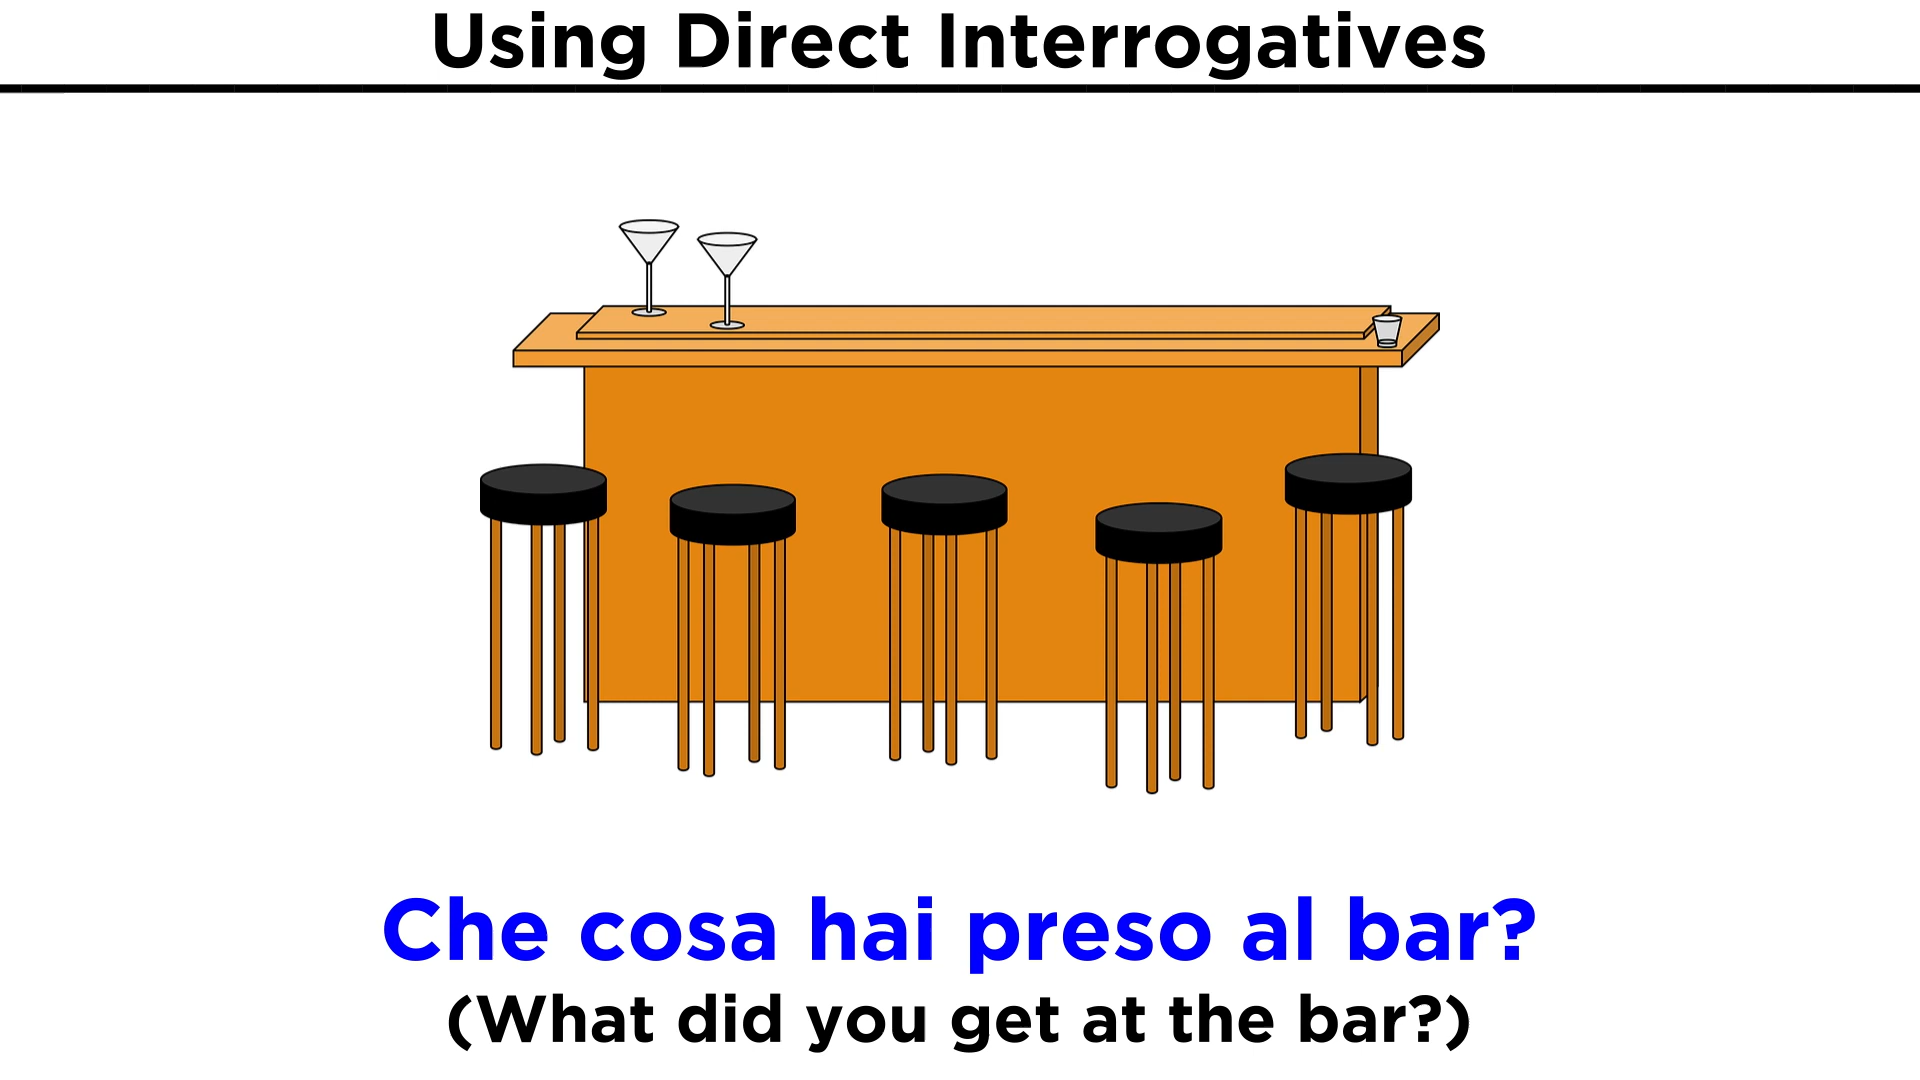 Using Direct Interrogatives
Che cosa hai preso al bar?
(What did you get at the bar?)